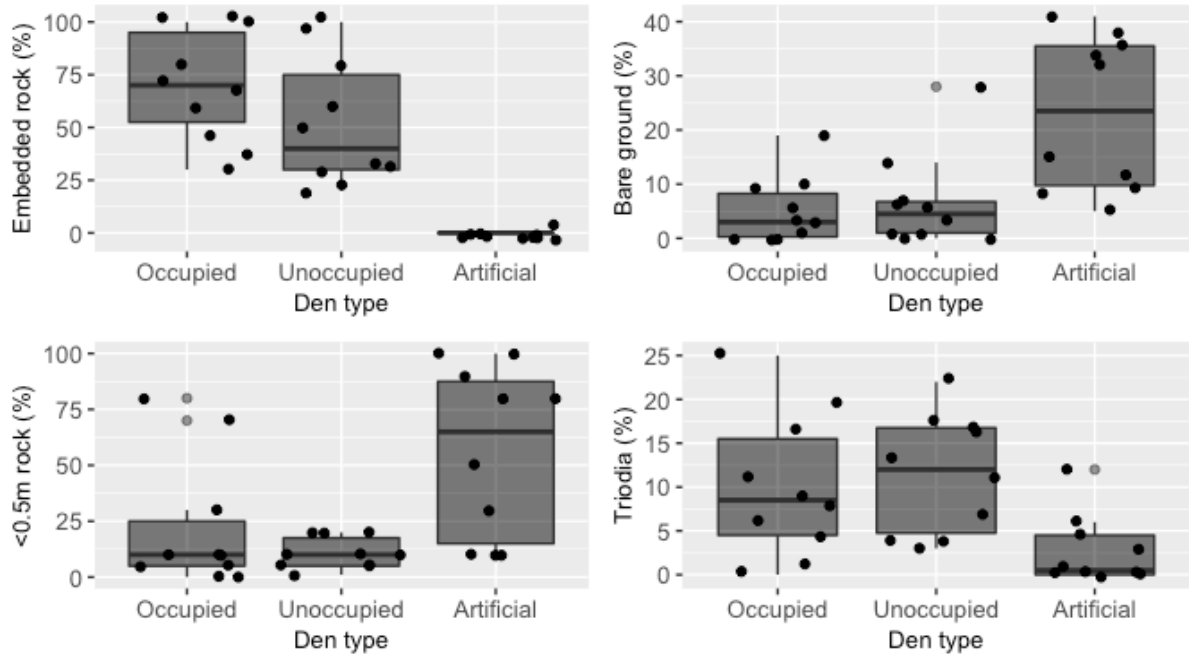 Embedded rock (%)
100
75
50
25
0
Occupied Unoccupied Artificial
Den type
Bare ground (%)
40
30
20
10
0
Occupied Unoccupied Artificial
Den type
<0.5m rock (%)
100
75
50
25
0
Occupied Unoccupied Artificial
Den type
Triodia (%)
25
20
15
10
5
0
Occupied Unoccupied Artificial
Den type